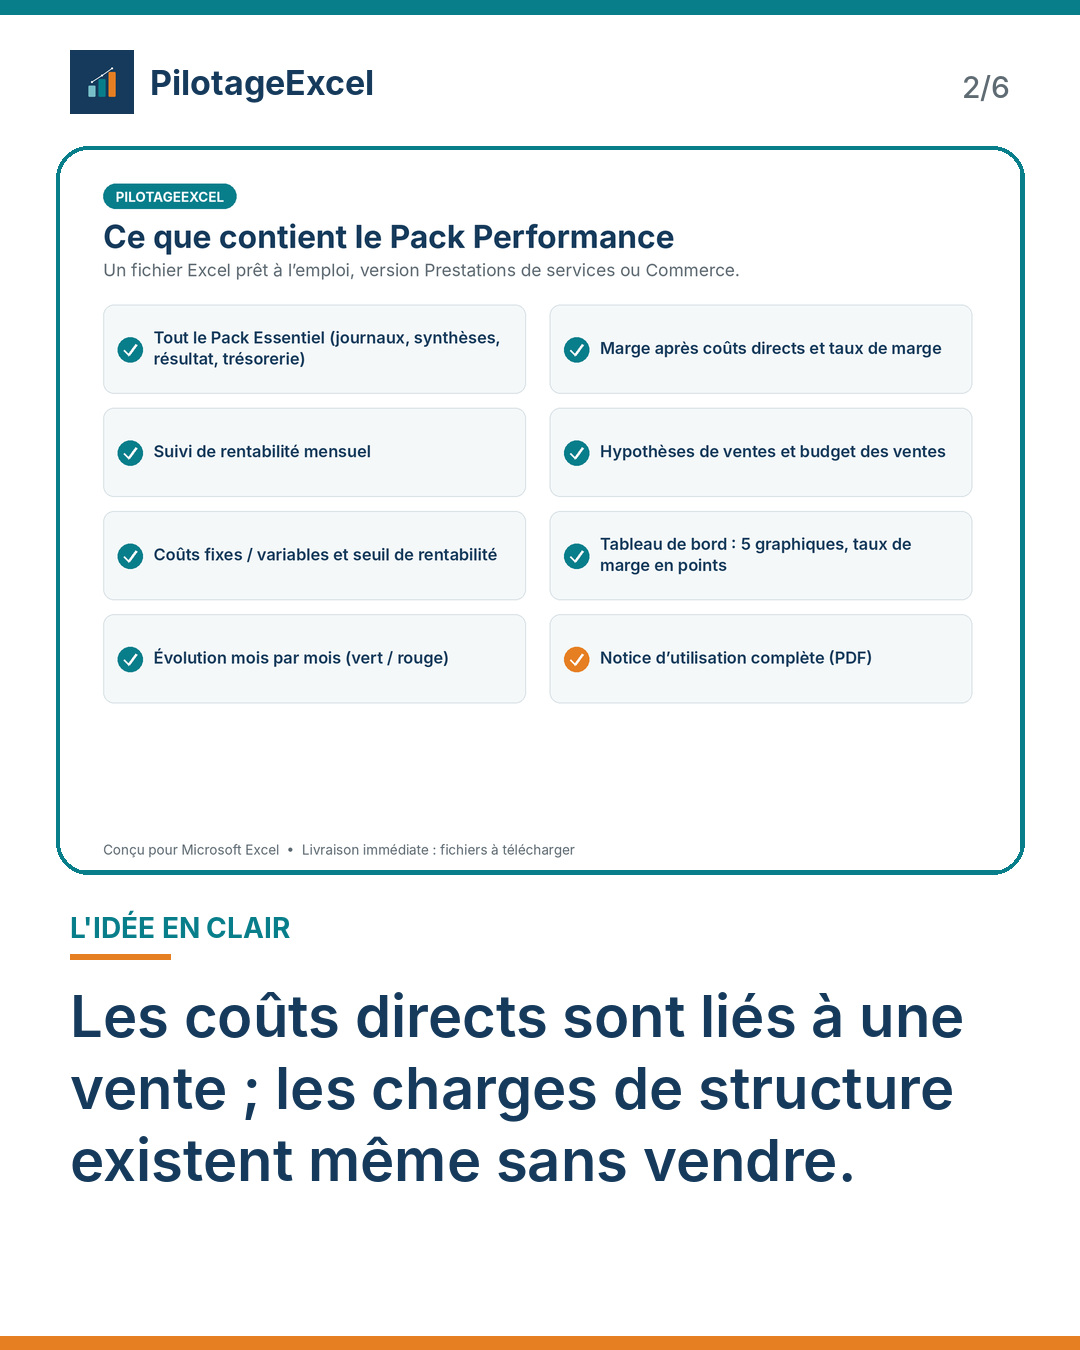 PilotageExcel
2/6
PILOTAGEEXCEL
Ce que contient le Pack Performance
Un fichier Excel prêt à l’emploi, version Prestations de services ou Commerce.
Tout le Pack Essentiel (journaux, synthèses,
résultat, trésorerie)
Marge après coûts directs et taux de marge
Suivi de rentabilité mensuel
Hypothèses de ventes et budget des ventes
Coûts fixes / variables et seuil de rentabilité
Tableau de bord : 5 graphiques, taux de
marge en points
Évolution mois par mois (vert / rouge)
Notice d’utilisation complète (PDF)
Conçu pour Microsoft Excel • Livraison immédiate : fichiers à télécharger
L'IDÉE EN CLAIR
Les coûts directs sont liés à une
vente ; les charges de structure
existent même sans vendre.